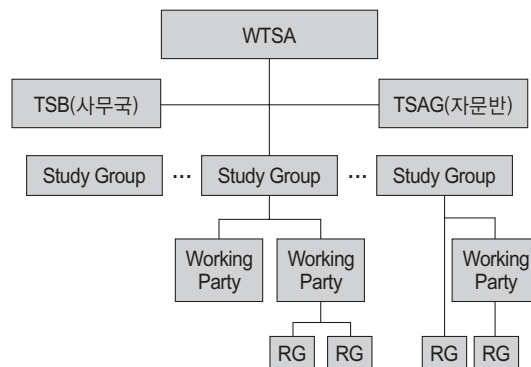 WTSA
TSB(사무국)
TSAG(자문반)
Study Group ... Study Group ... Study Group
Working
Party
Working
Party
Working
Party
RG
RG
RG
RG